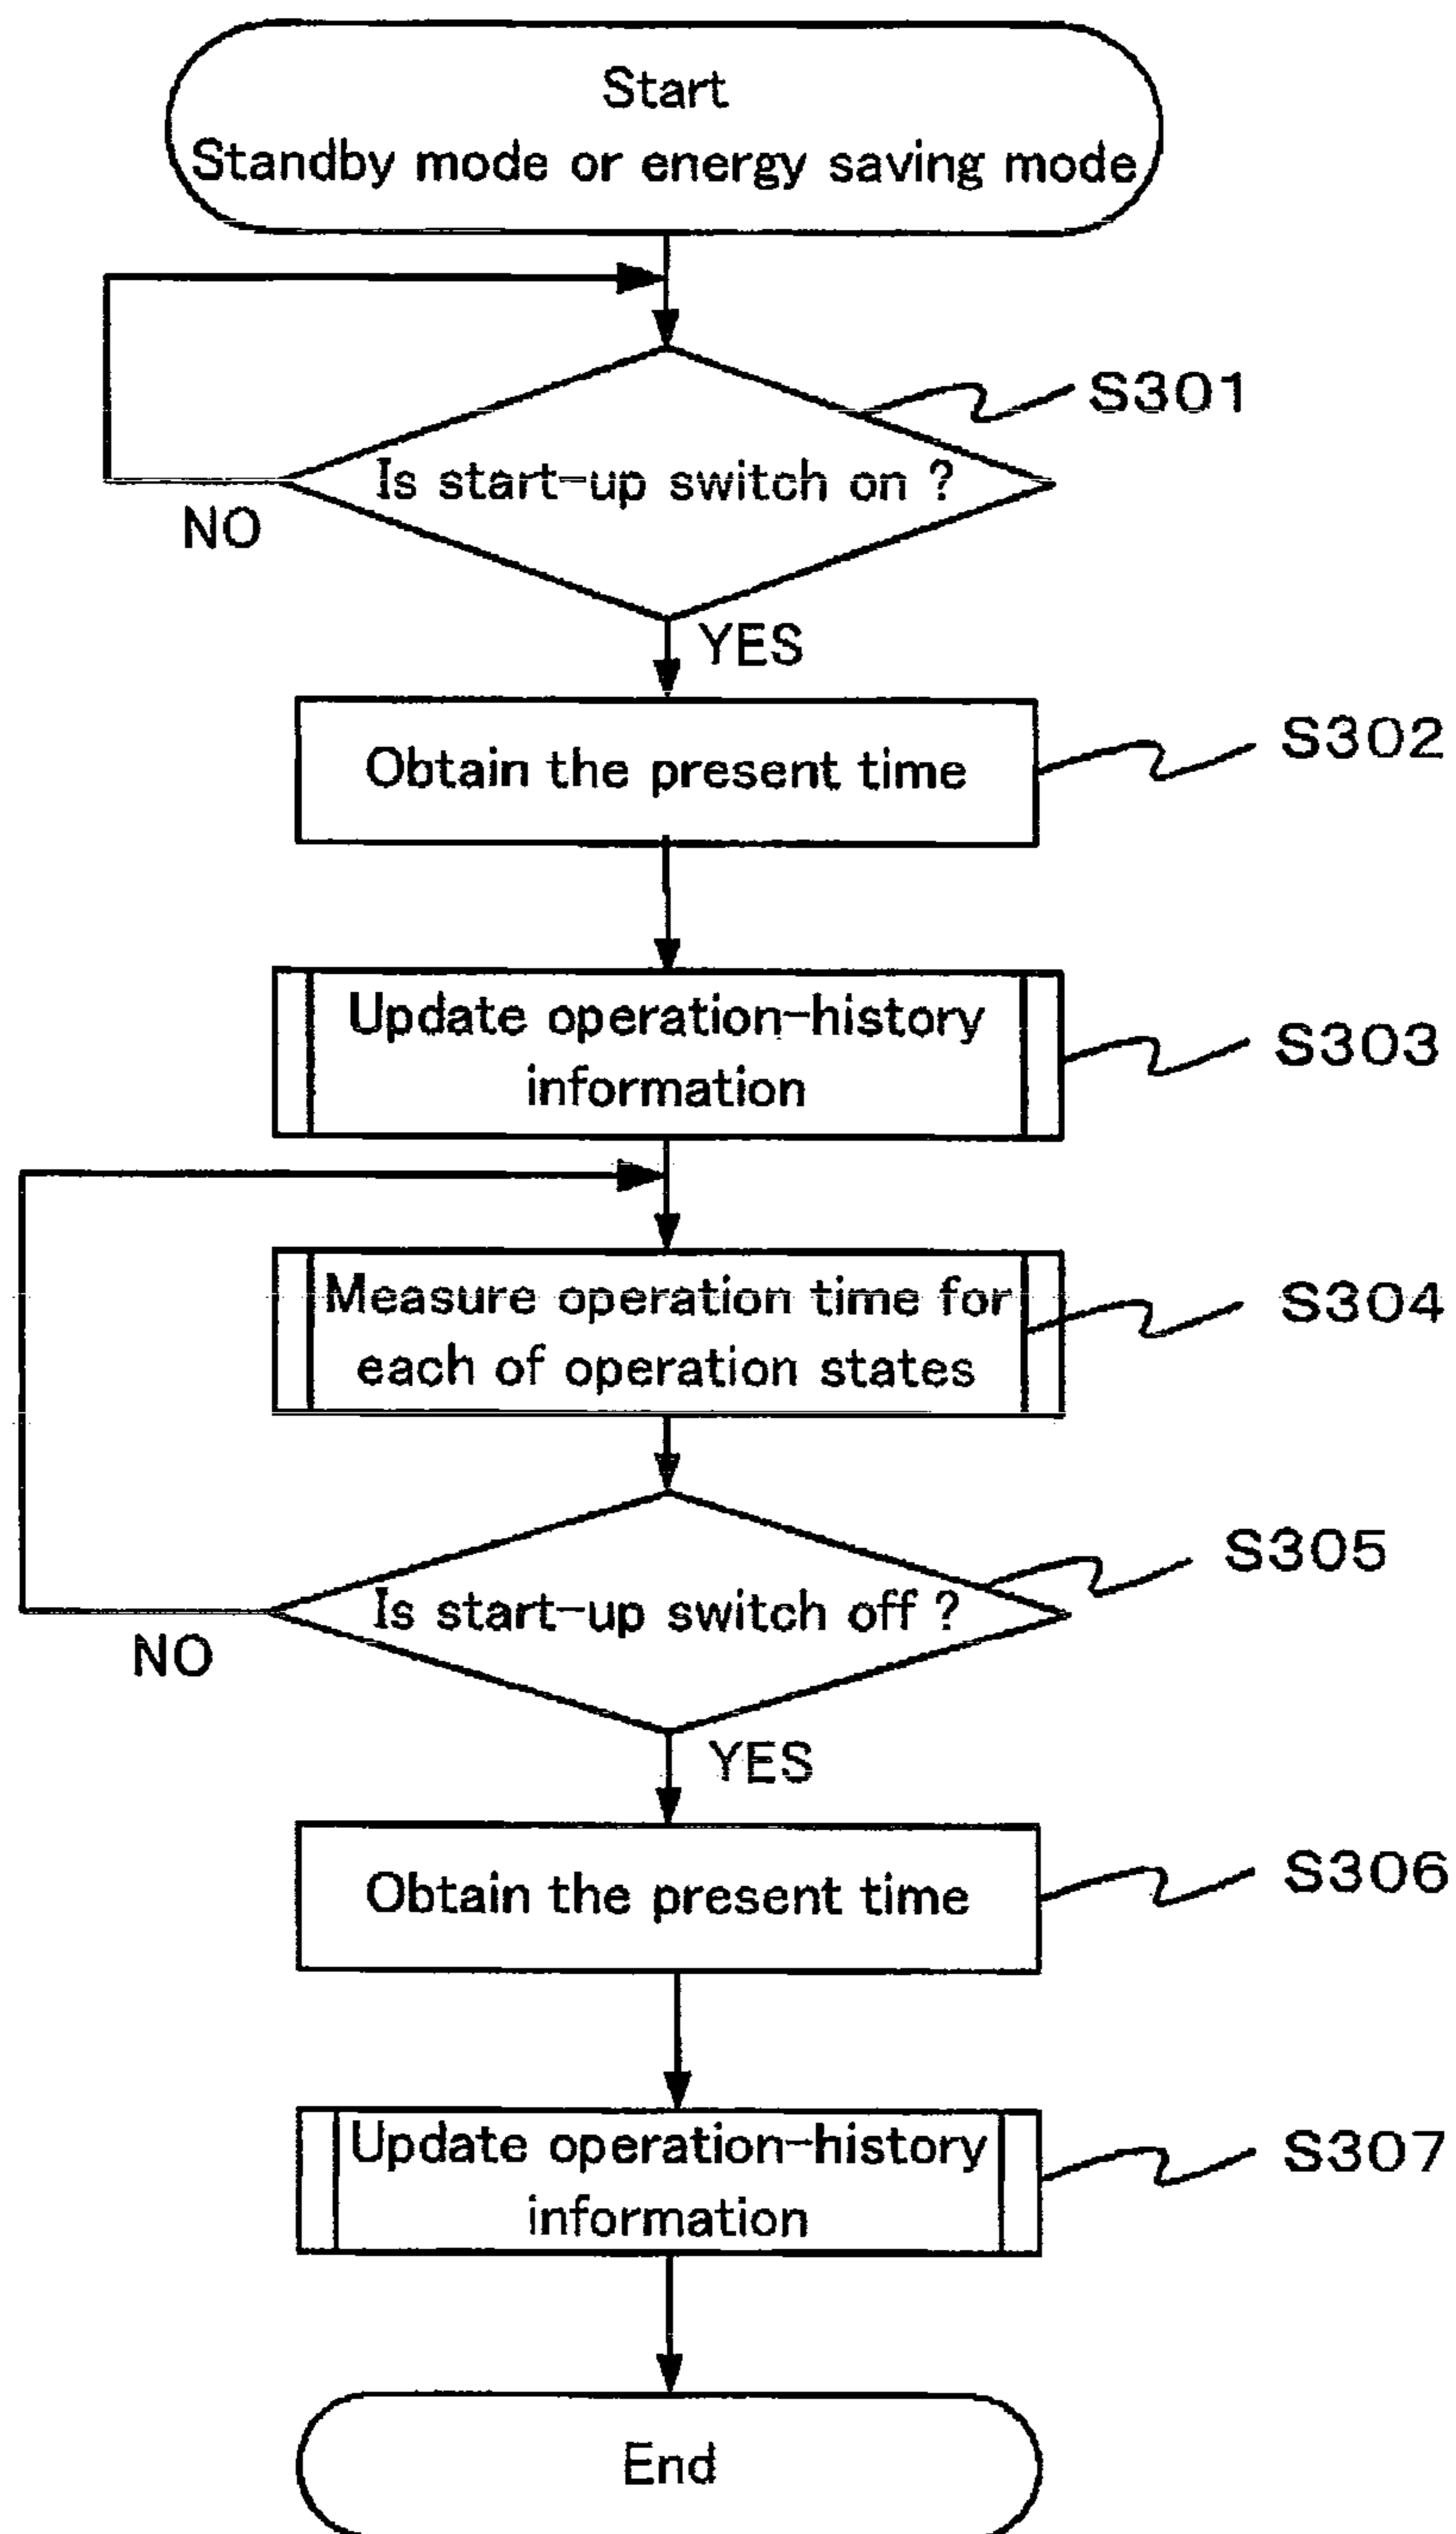 Start
Standby mode or energy saving mode
S301
Is start-up switch on ?
NO
YES
Obtain the present time
S302
Update operation-history
information
S303
Measure operation time for
each of operation states
S304
S305
Is start-up switch off ?
NO
YES
Obtain the present time
S306
Update operation-history
information
S307
End